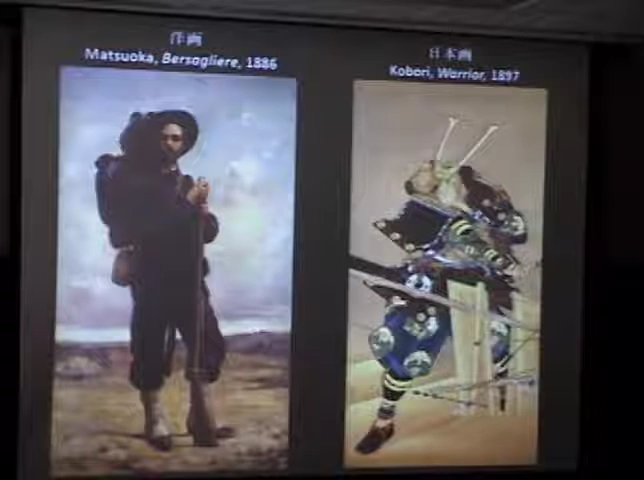 洋画
Matsuoka, Bersagliere, 1886
日本画
Kobori, Warrior, 1897